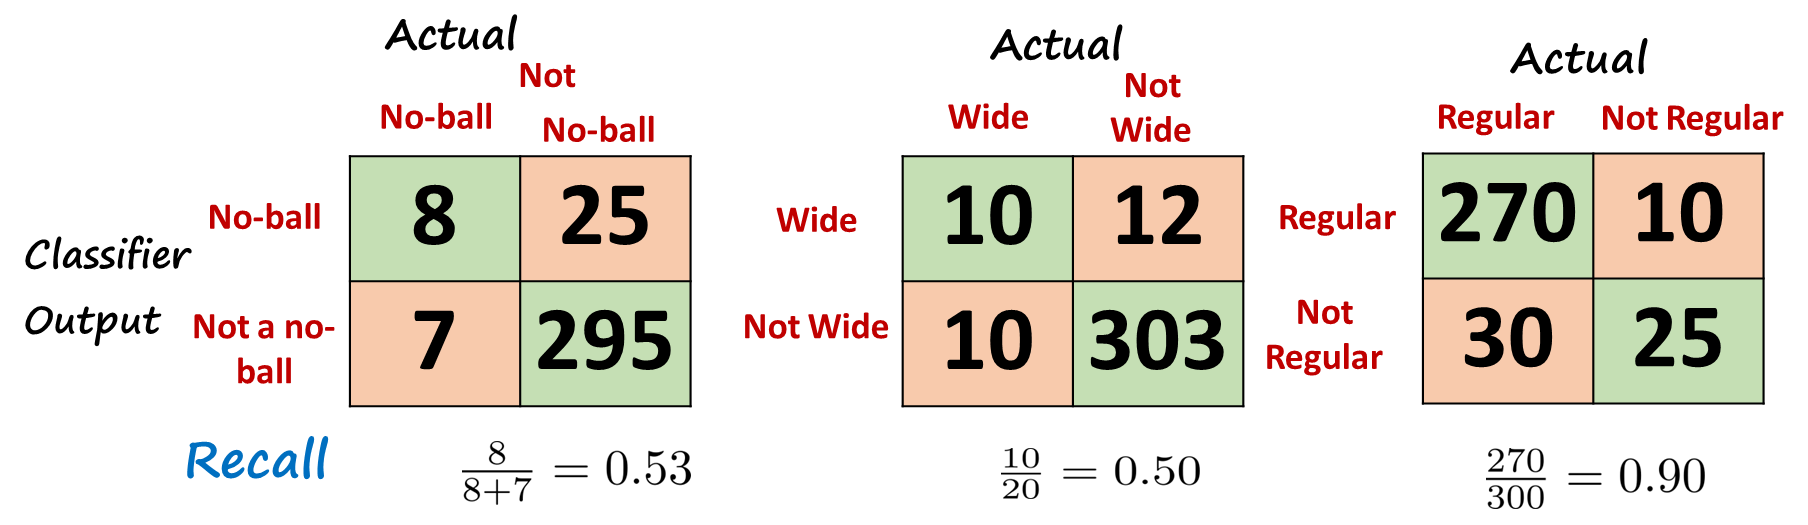 Actual
Not
No-ball
No-ball
No-ball
8
25
Classifier
Output
Not a no-
ball
7
295
Actual
Wide
Not
Wide
Wide
10
12
Not Wide
10
303
Actual
Regular
Not Regular
Regular
270
10
Not
Regular
30
25
Recall
8/(8+7) = 0.53
10/20 = 0.50
270/300 = 0.90